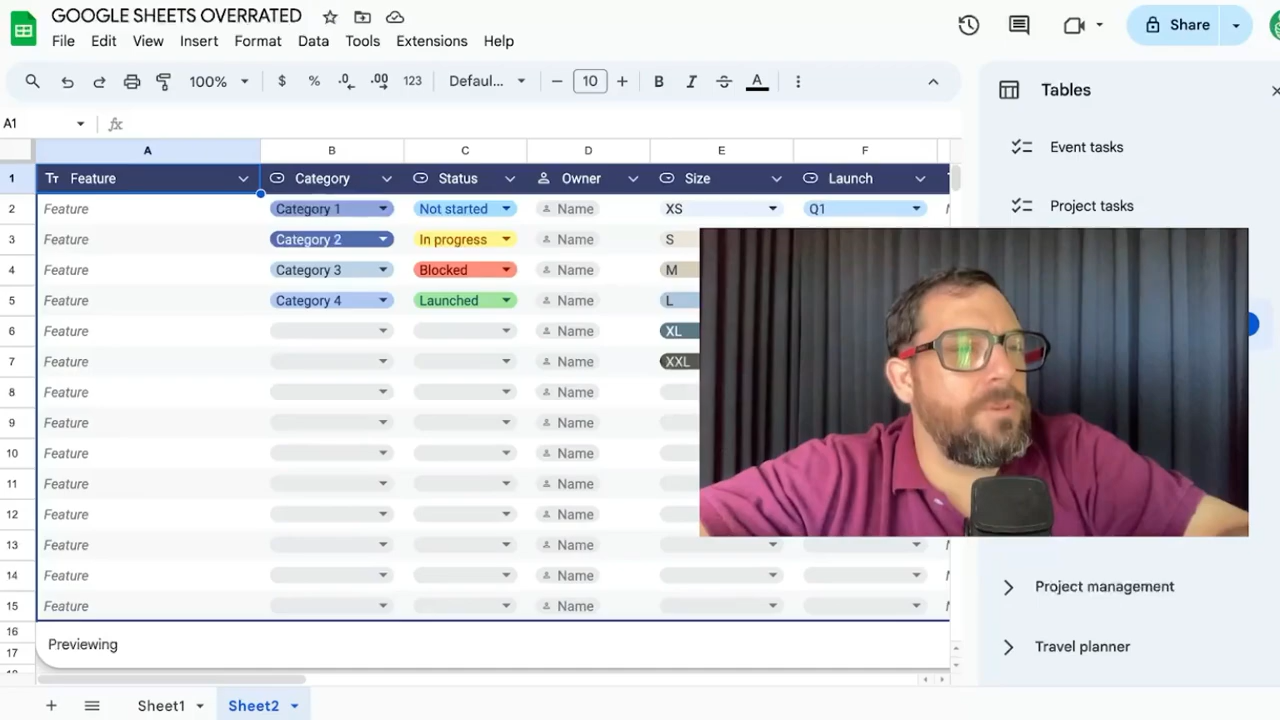 GOOGLE SHEETS OVERRATED
File Edit View Insert Format Data Tools Extensions Help
Share
100% $ % .0 .00 123 Defaul... 10 B I S A
A1 fx
Tables
Event tasks
Project tasks
Project management
Travel planner
A B C D E F
1 Tт Feature Category Status Owner Size Launch
2 Feature Category 1 Not started Name XS Q1
3 Feature Category 2 In progress Name S
4 Feature Category 3 Blocked Name M
5 Feature Category 4 Launched Name L
6 Feature Name XL
7 Feature Name XXL
8 Feature Name
9 Feature Name
10 Feature Name
11 Feature Name
12 Feature Name
13 Feature Name
14 Feature Name
15 Feature Name
16
17
Previewing
Sheet1 Sheet2